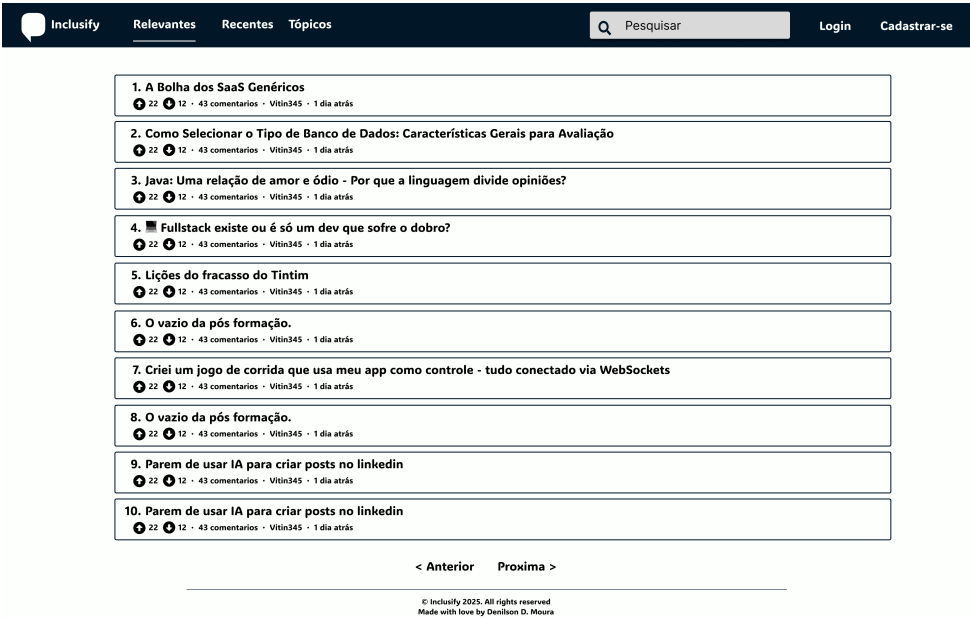 Inclusify Relevantes Recentes Tópicos Pesquisar Login Cadastrar-se
1. A Bolha dos SaaS Genéricos
22 12 · 43 comentarios · Vitin345 · 1 dia atrás
2. Como Selecionar o Tipo de Banco de Dados: Características Gerais para Avaliação
22 12 · 43 comentarios · Vitin345 · 1 dia atrás
3. Java: Uma relação de amor e ódio - Por que a linguagem divide opiniões?
22 12 · 43 comentarios · Vitin345 · 1 dia atrás
4. 💻 Fullstack existe ou é só um dev que sofre o dobro?
22 12 · 43 comentarios · Vitin345 · 1 dia atrás
5. Lições do fracasso do Tintim
22 12 · 43 comentarios · Vitin345 · 1 dia atrás
6. O vazio da pós formação.
22 12 · 43 comentarios · Vitin345 · 1 dia atrás
7. Criei um jogo de corrida que usa meu app como controle - tudo conectado via WebSockets
22 12 · 43 comentarios · Vitin345 · 1 dia atrás
8. O vazio da pós formação.
22 12 · 43 comentarios · Vitin345 · 1 dia atrás
9. Parem de usar IA para criar posts no linkedin
22 12 · 43 comentarios · Vitin345 · 1 dia atrás
10. Parem de usar IA para criar posts no linkedin
22 12 · 43 comentarios · Vitin345 · 1 dia atrás
< Anterior Proxima >
© Inclusify 2025. All rights reserved
Made with love by Denilson D. Moura